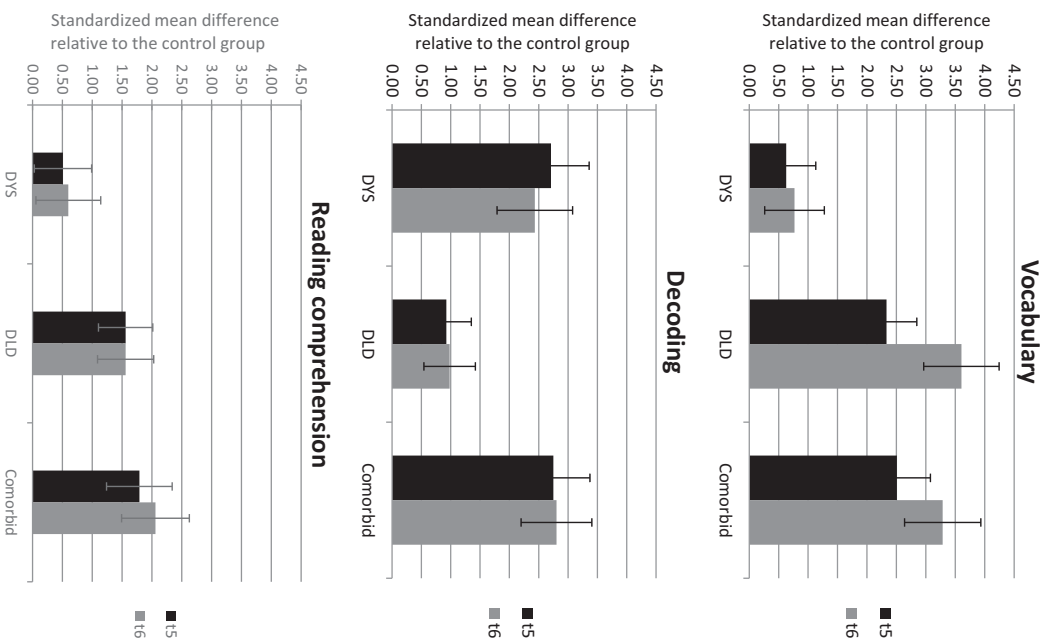 Vocabulary
Standardized mean difference
relative to the control group
4.50
4.00
3.50
3.00
2.50
2.00
1.50
1.00
0.50
0.00
DYS
DLD
Comorbid
t5
t6
Decoding
Standardized mean difference
relative to the control group
4.50
4.00
3.50
3.00
2.50
2.00
1.50
1.00
0.50
0.00
DYS
DLD
Comorbid
t5
t6
Reading comprehension
Standardized mean difference
relative to the control group
4.50
4.00
3.50
3.00
2.50
2.00
1.50
1.00
0.50
0.00
DYS
DLD
Comorbid
t5
t6